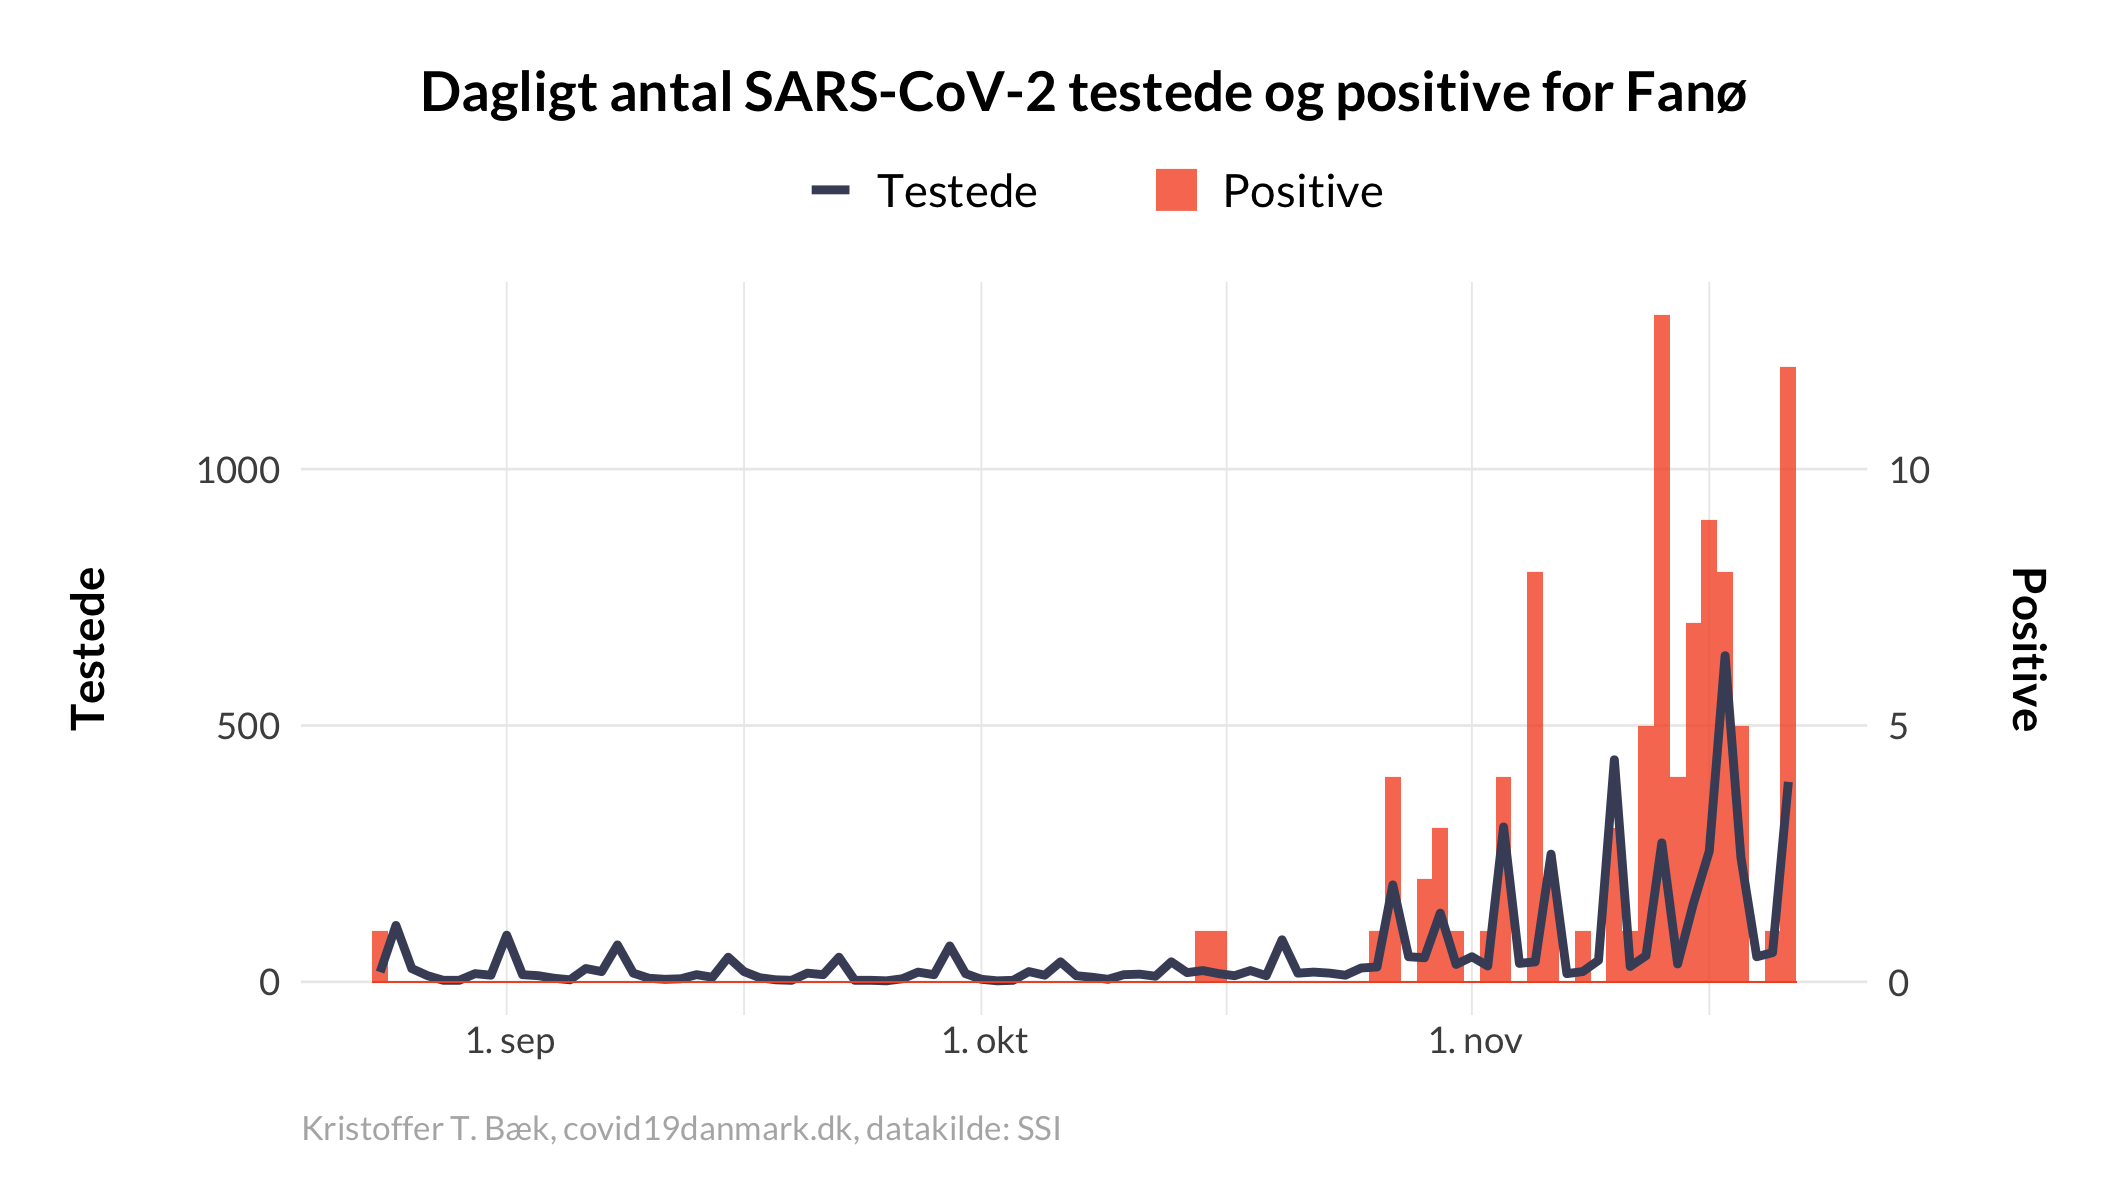 Dagligt antal SARS-CoV-2 testede og positive for Fanø
Testede
Positive
1000
500
0
10
5
0
Testede
Positive
1. sep
1. okt
1. nov
Kristoffer T. Bæk, covid19danmark.dk, datakilde: SSI